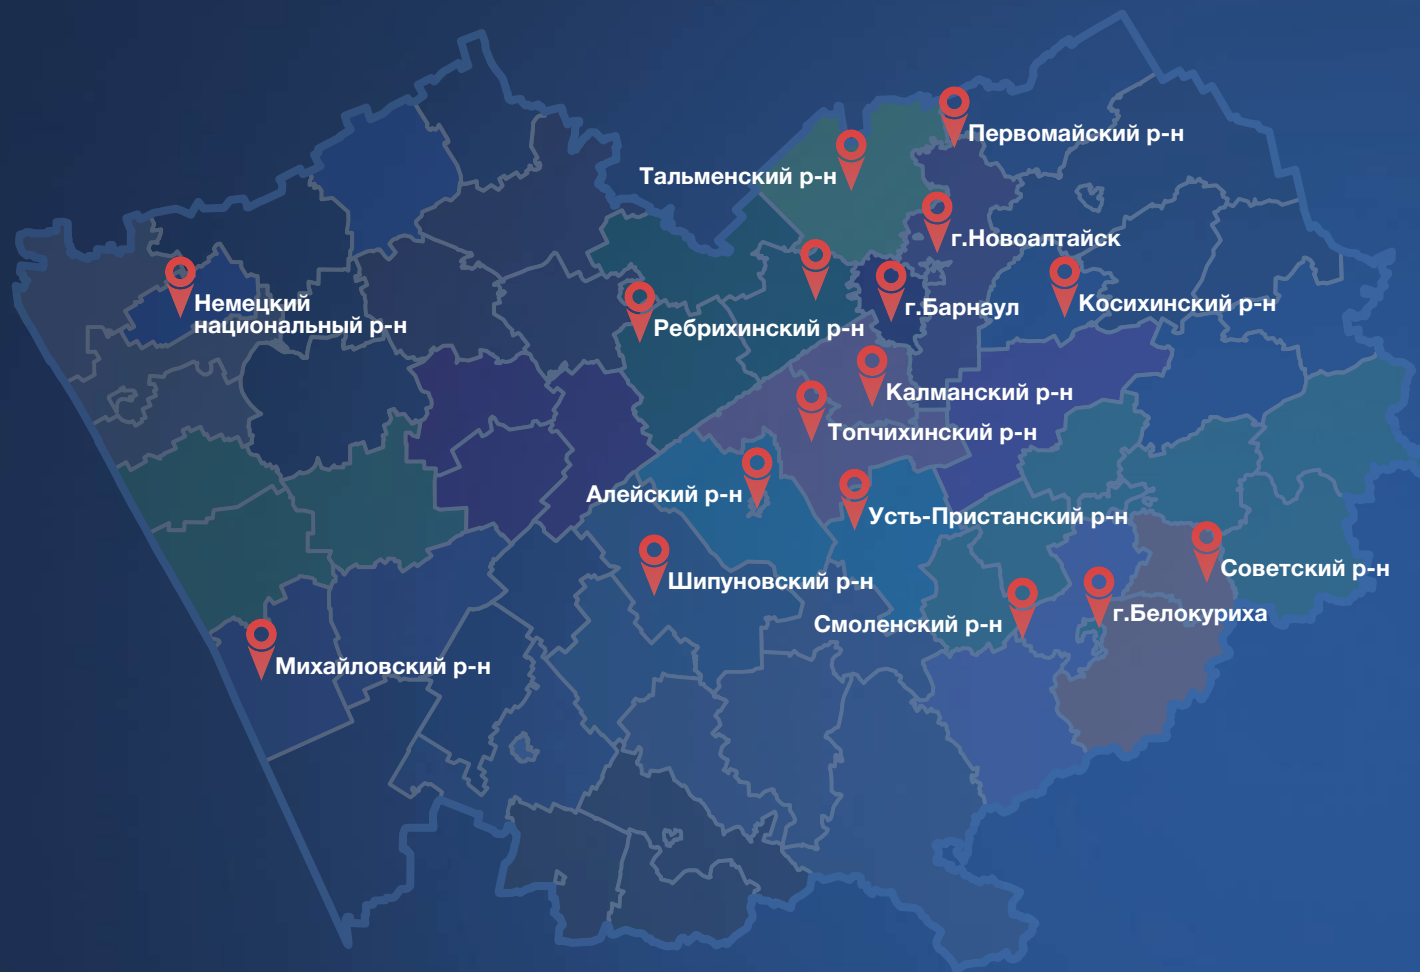 Первомайский р-н
Тальменский р-н
г.Новоалтайск
Немецкий
национальный р-н
Косихинский р-н
г.Барнаул
Ребрихинский р-н
Калманский р-н
Топчихинский р-н
Алейский р-н
Усть-Пристанский р-н
Советский р-н
Шипуновский р-н
г.Белокуриха
Смоленский р-н
Михайловский р-н